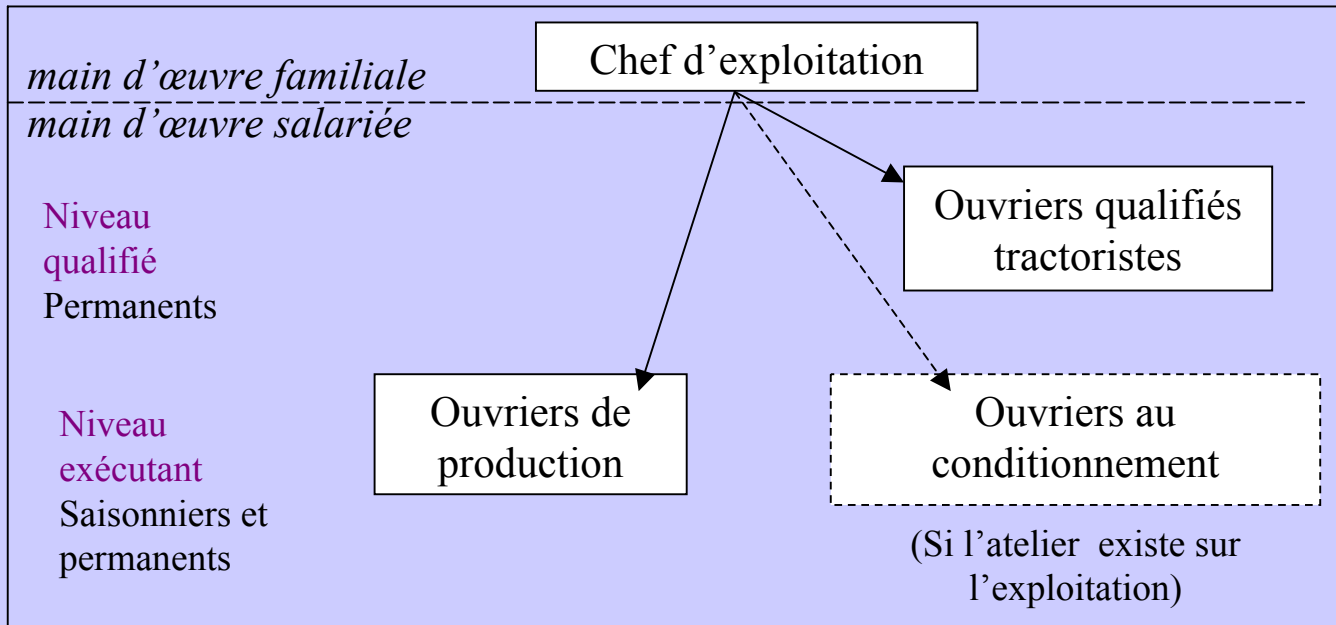 main d’œuvre familiale
Chef d’exploitation
main d’œuvre salariée
Niveau
qualifié
Permanents
Ouvriers qualifiés
tractoristes
Niveau
exécutant
Saisonniers et
permanents
Ouvriers de
production
Ouvriers au
conditionnement
(Si l’atelier existe sur
l’exploitation)